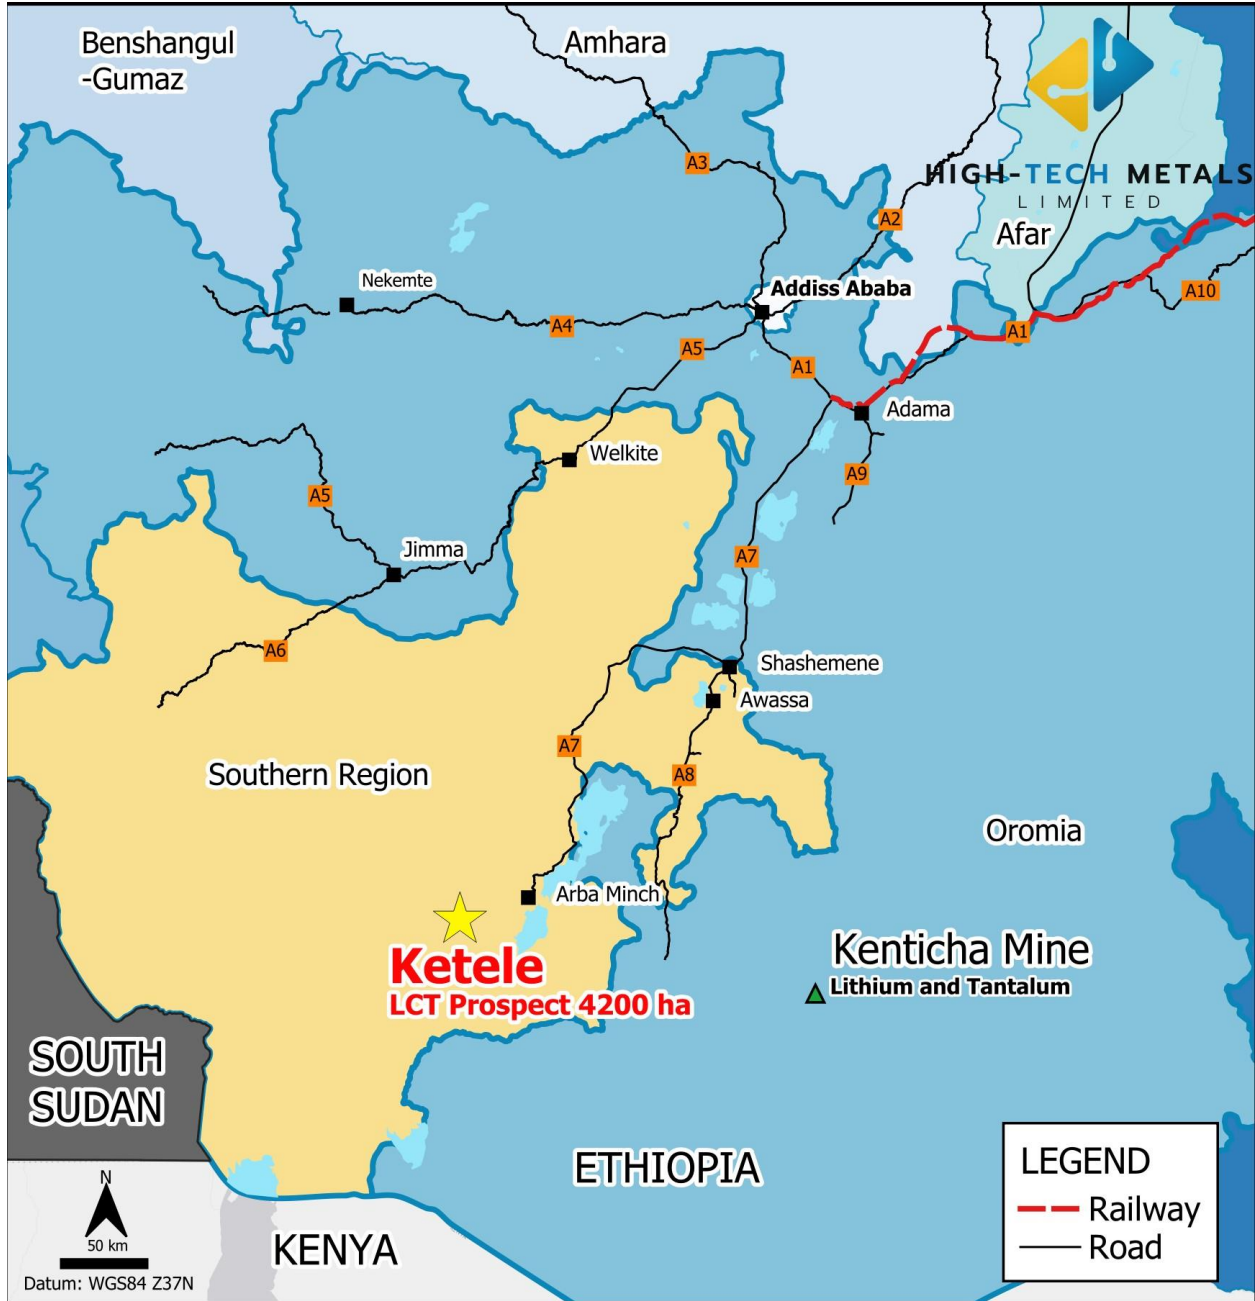 Benshangul
-Gumaz
Amhara
HIGH-TECH METALS
LIMITED
A3
A2
Afar
Nekemte
Addiss Ababa
A10
A4
A5
A1
A1
Adama
Welkite
A9
A5
Jimma
A7
A6
Shashemene
Awassa
A7
A8
Southern Region
Oromia
Arba Minch
Ketele
LCT Prospect 4200 ha
Kenticha Mine
Lithium and Tantalum
SOUTH
SUDAN
ETHIOPIA
KENYA
N
50 km
Datum: WGS84 Z37N
LEGEND
Railway
Road